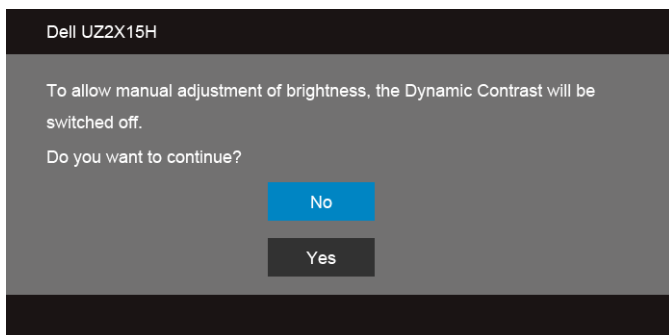 Dell UZ2X15H
To allow manual adjustment of brightness, the Dynamic Contrast will be
switched off.
Do you want to continue?
No
Yes